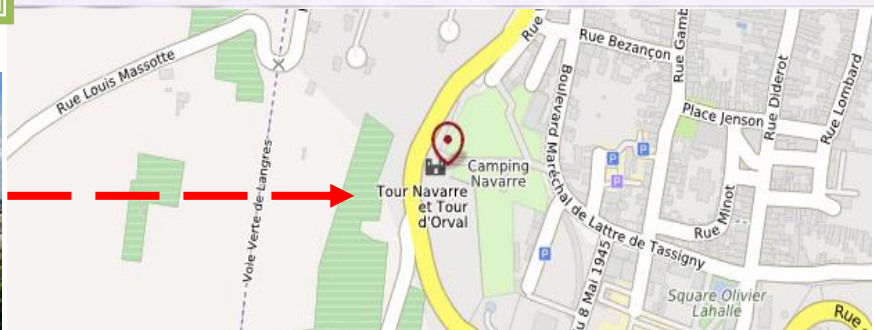 Rue Louis Massotte
Voie Verte de Langres
Tour Navarre
et Tour
d'Orval
Camping
Navarre
Rue Bezançon
Boulevard Maréchal de Lattre de Tassigny
Rue Gamb
Place Jenson
Rue Diderot
Rue Lombard
Rue Minot
P
P
P
P
u 8 Mai 1945
Square Olivier
Lahalle
Rue
Rue